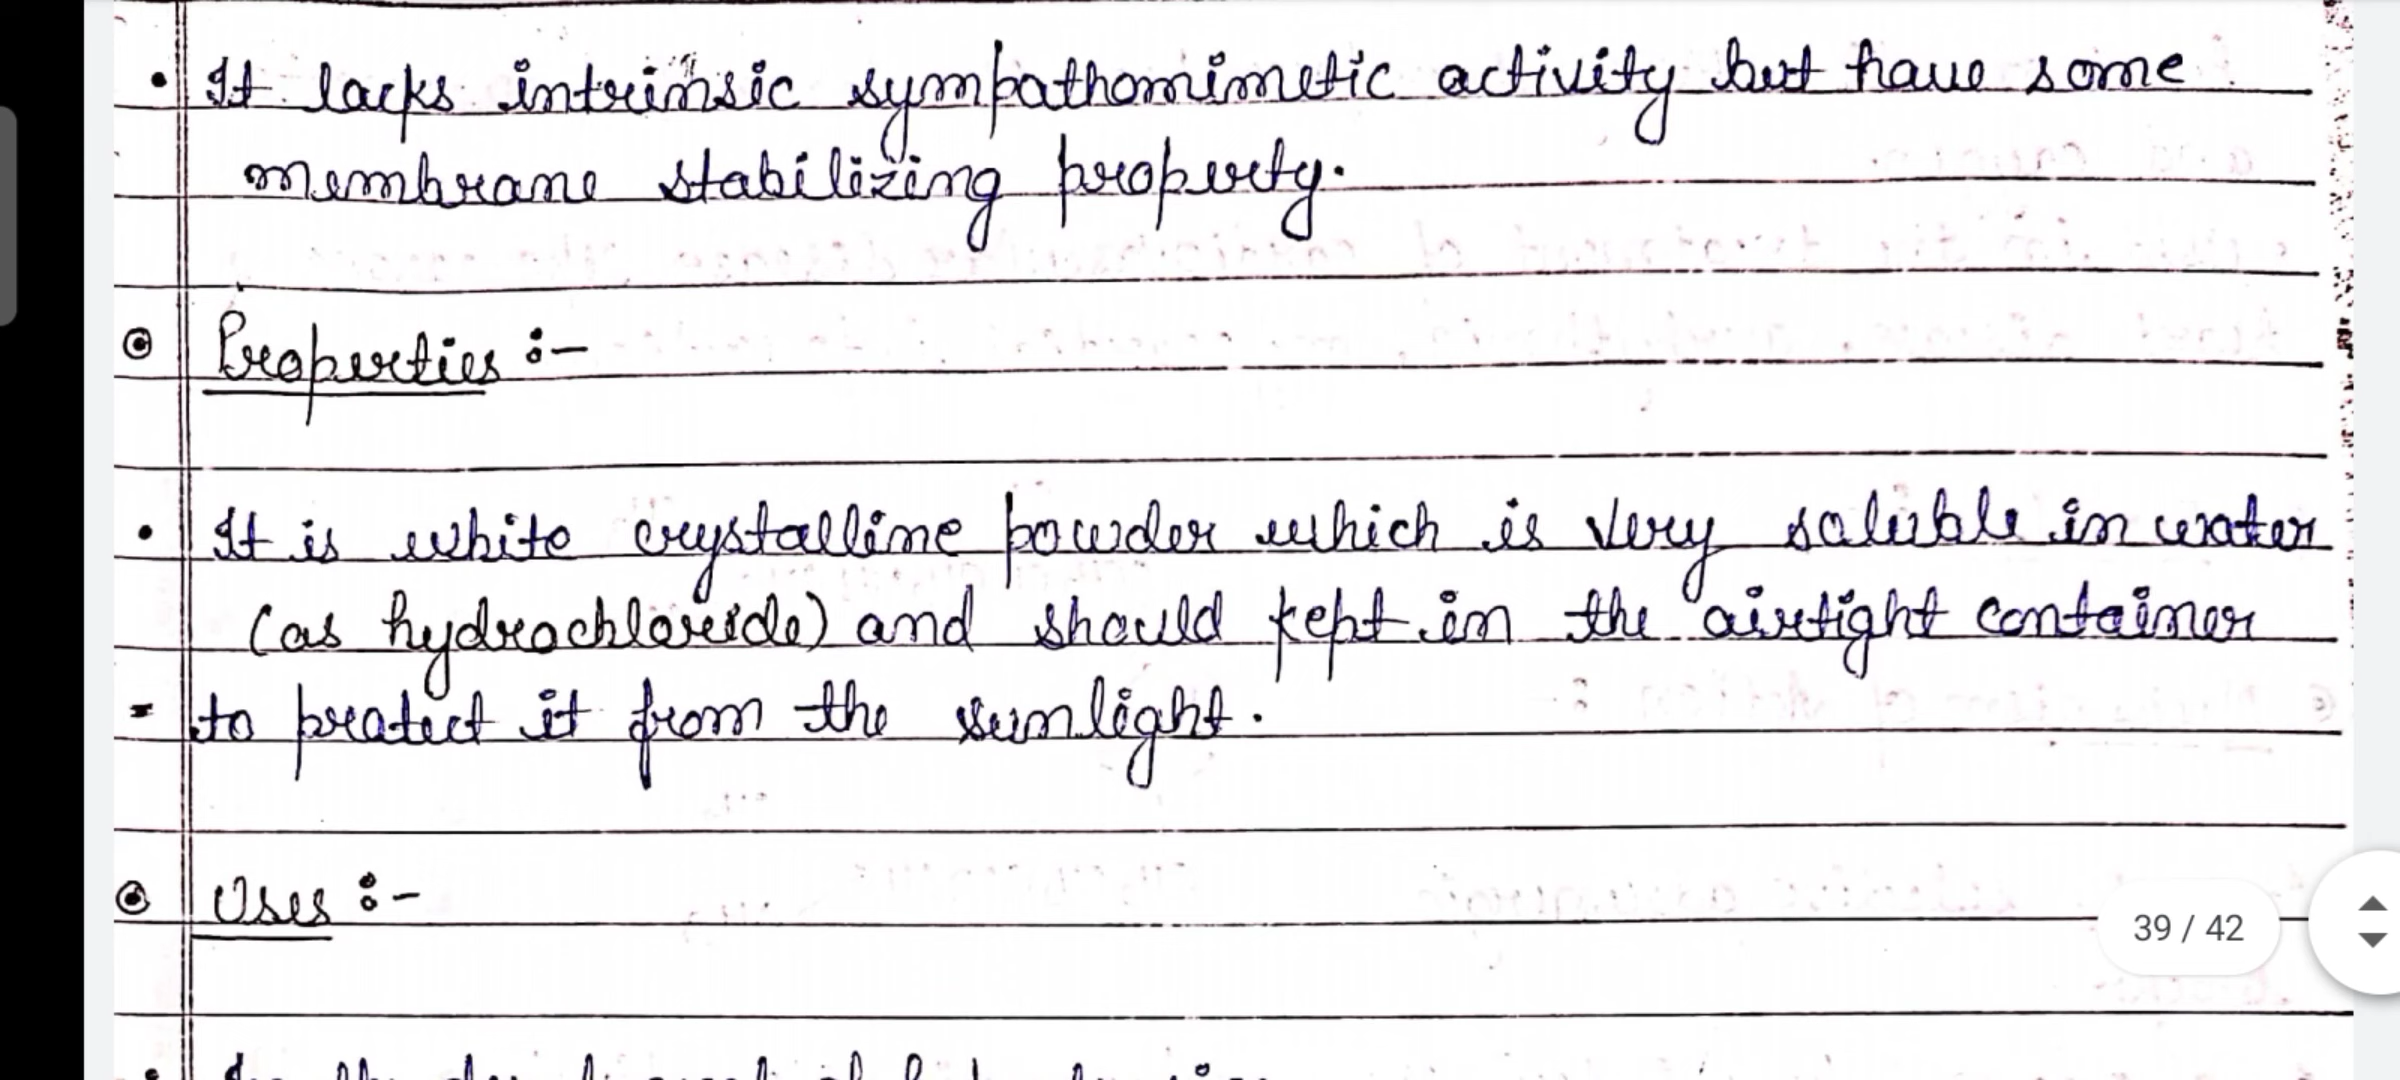 • It lacks intrinsic sympathomimetic activity but have some
membrane stabilizing property.
Properties :-
• It is white crystalline powder which is very soluble in water
(as hydrochloride) and should kept in the airtight container
= to protect it from the sunlight.
Uses :-
39 / 42